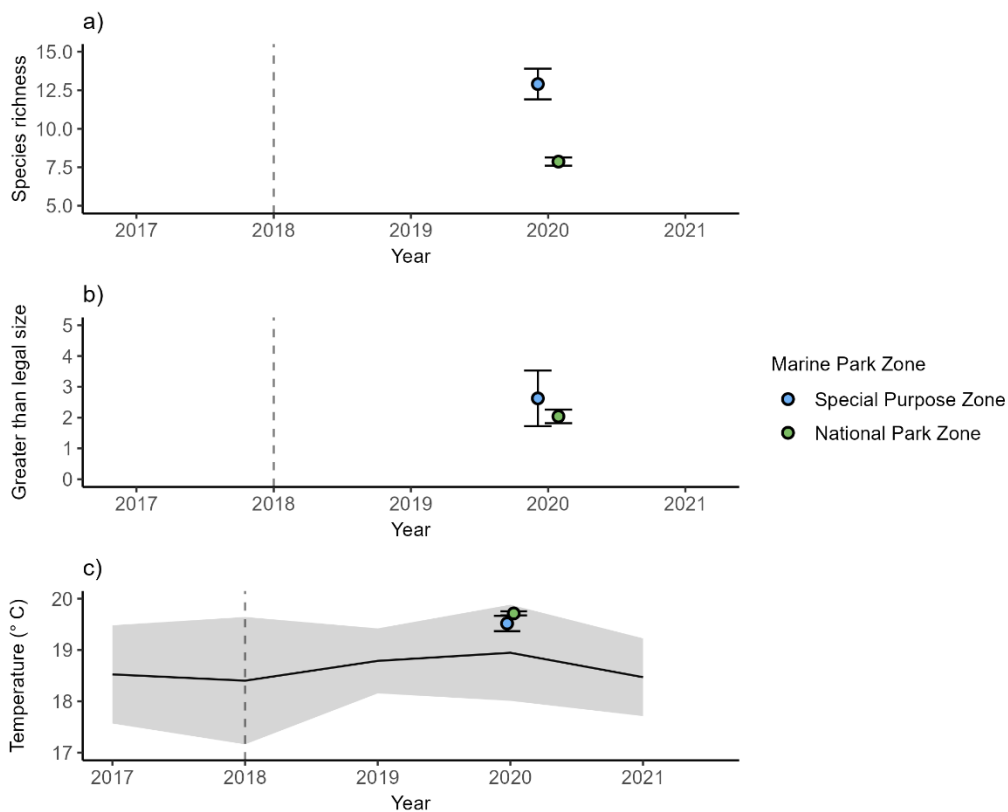 a)
Species richness
15.0
12.5
10.0
7.5
5.0
2017 2018 2019 2020 2021
Year
b)
Greater than legal size
5
4
3
2
1
0
2017 2018 2019 2020 2021
Year
Marine Park Zone
Special Purpose Zone
National Park Zone
c)
Temperature (° C)
20
19
18
17
2017 2018 2019 2020 2021
Year